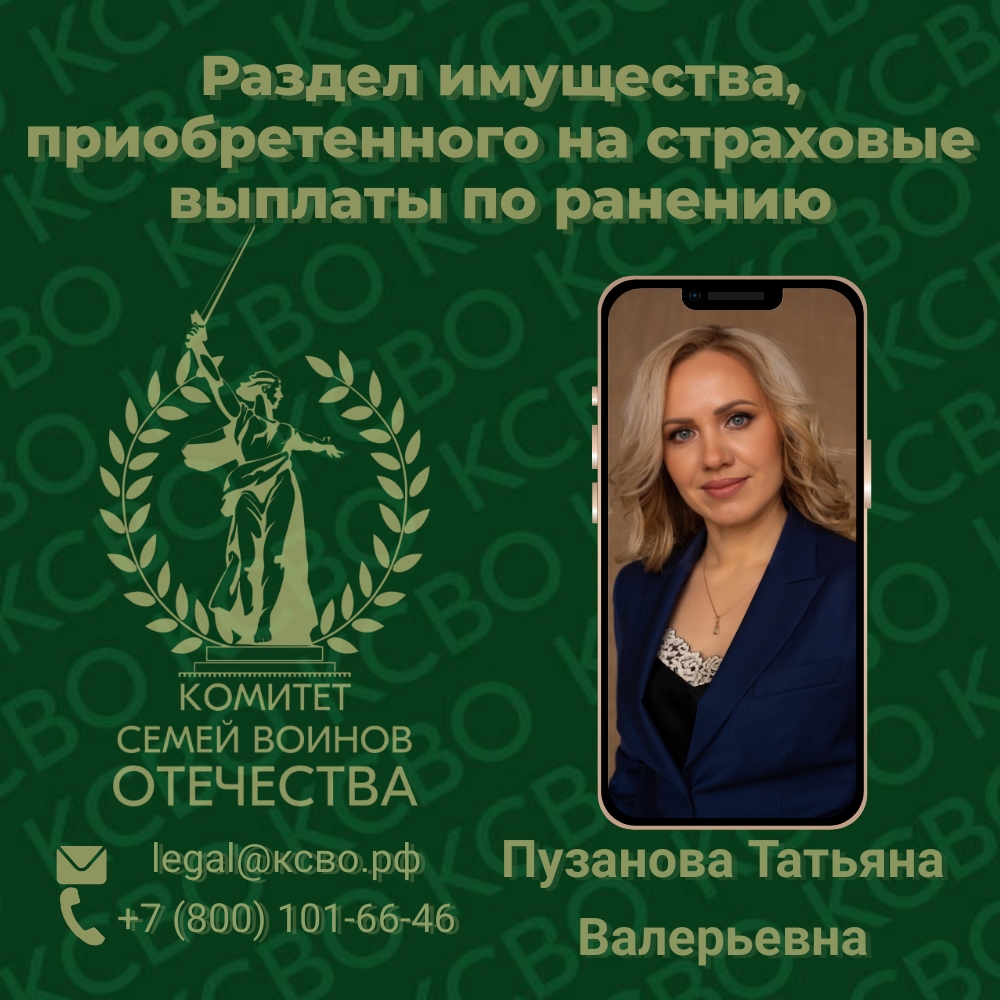 Раздел имущества,
приобретенного на страховые
выплаты по ранению
КОМИТЕТ
СЕМЕЙ ВОИНОВ
ОТЕЧЕСТВА
legal@ксво.рф
+7 (800) 101-66-46
Пузанова Татьяна
Валерьевна
КСВО